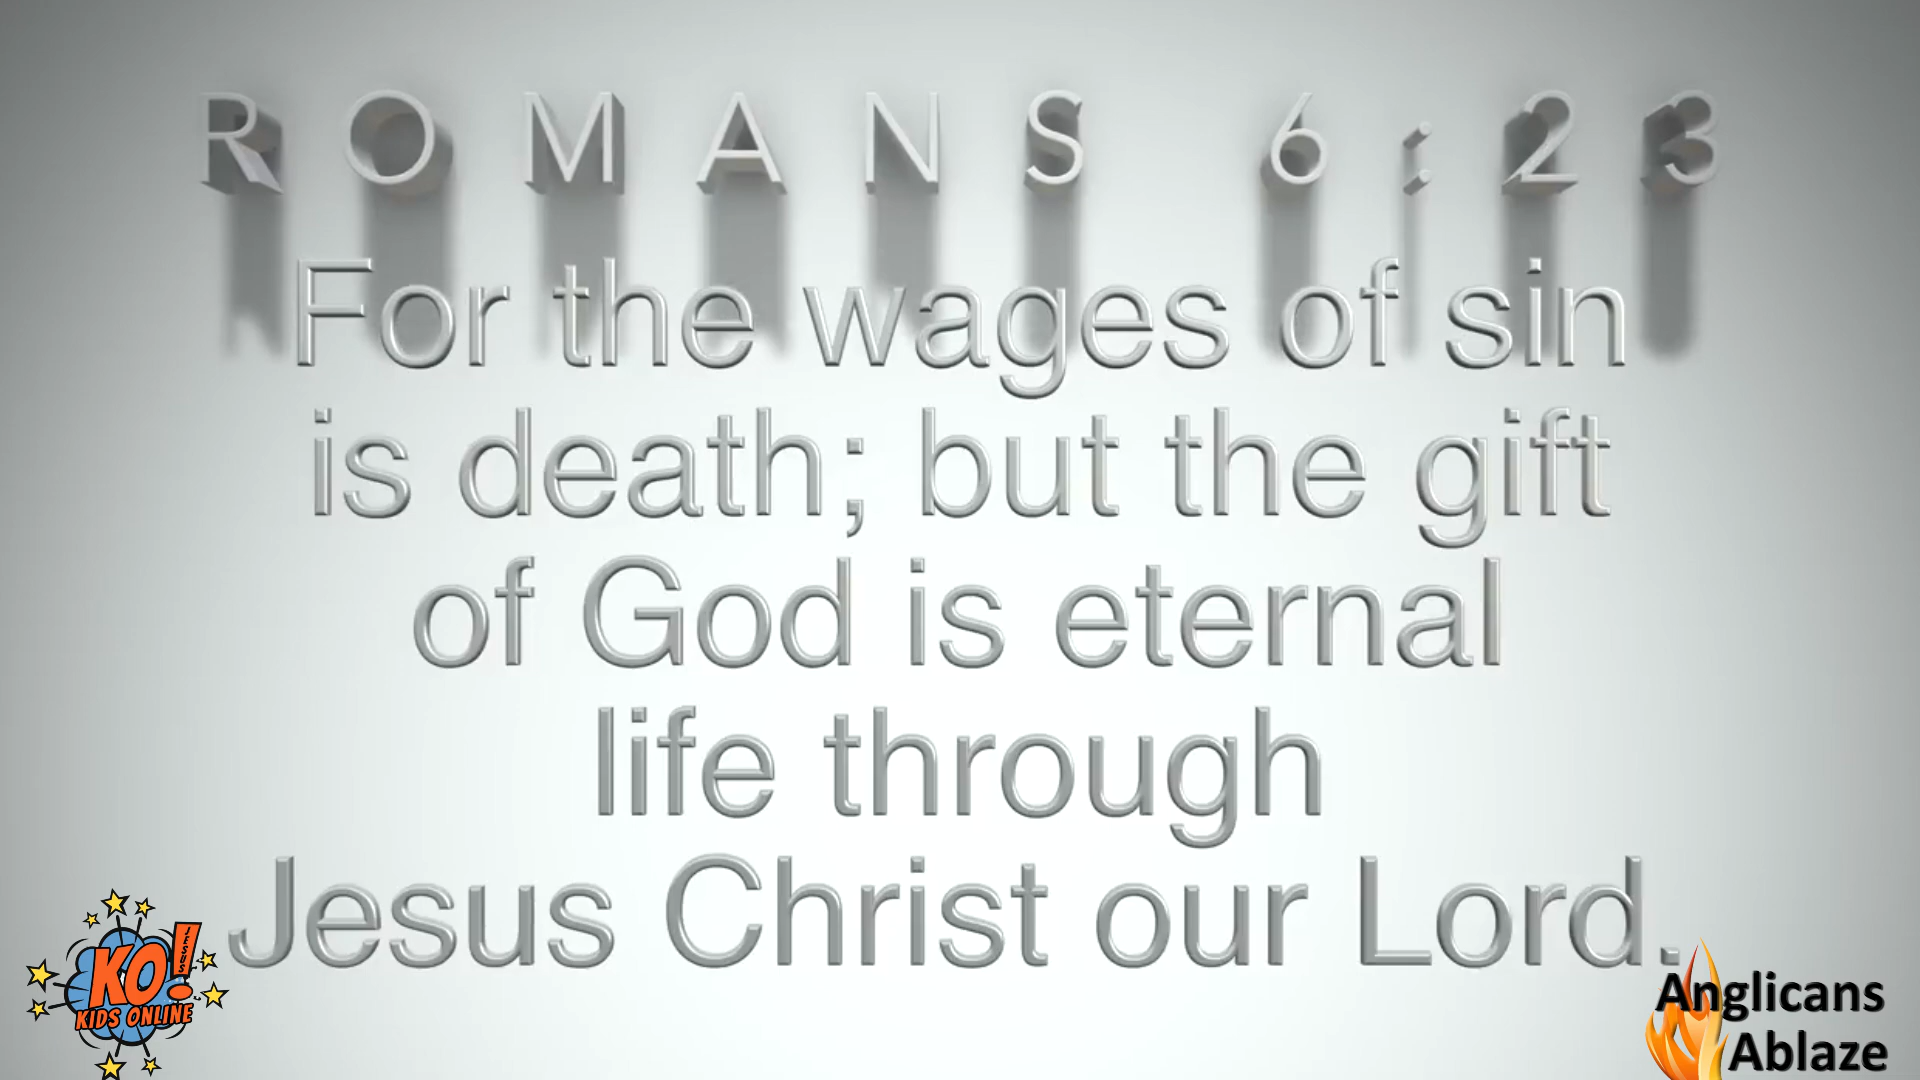 ROMANS 6:23
For the wages of sin
is death; but the gift
of God is eternal
life through
Jesus Christ our Lord.
KO!
JESUS
KIDS ONLINE
Anglicans
Ablaze